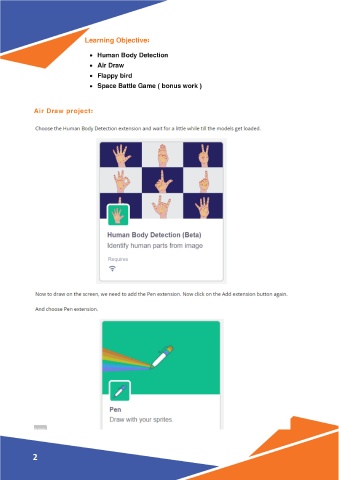 Learning Objective:
• Human Body Detection
• Air Draw
• Flappy bird
• Space Battle Game ( bonus work )
Air Draw project:
Choose the Human Body Detection extension and wait for a little while till the models get loaded.
Human Body Detection (Beta)
Identify human parts from image
Requires
Now to draw on the screen, we need to add the Pen extension. Now click on the Add extension button again.
And choose Pen extension.
Pen
Draw with your sprites.
2